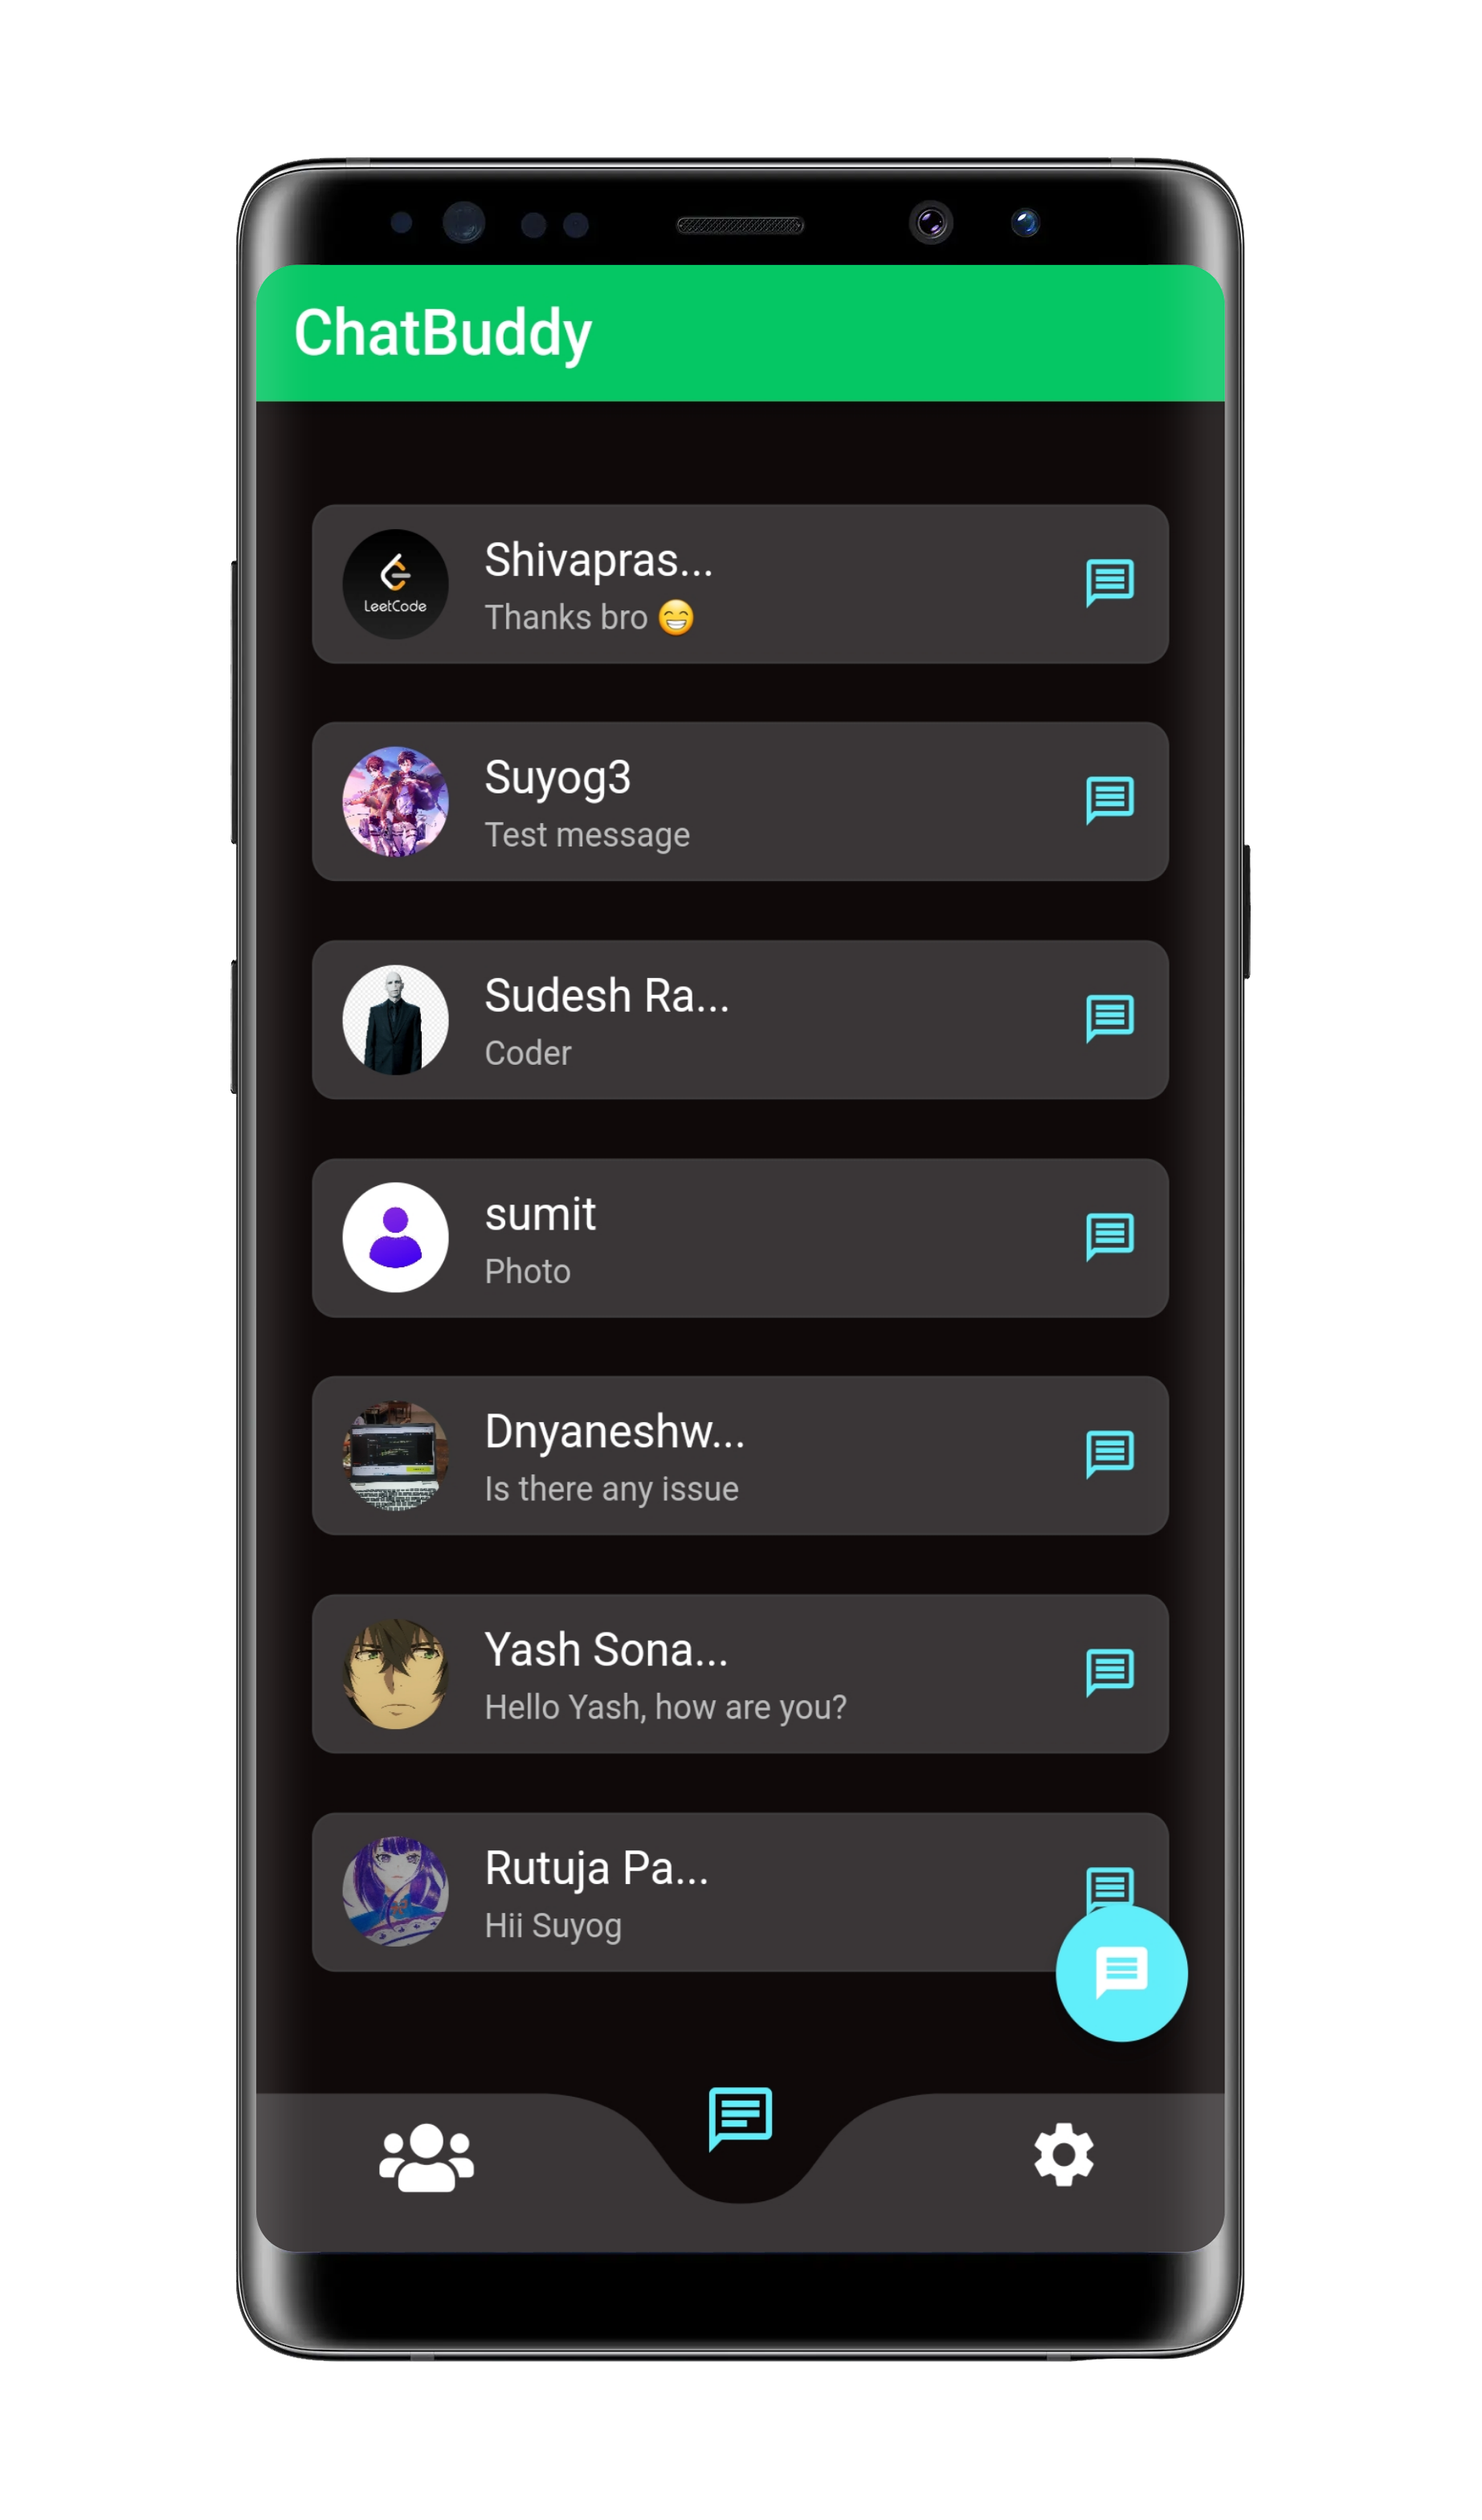 ChatBuddy
LeetCode
Shivapras...
Thanks bro 😁
Suyog3
Test message
Sudesh Ra...
Coder
sumit
Photo
Dnyaneshw...
Is there any issue
Yash Sona...
Hello Yash, how are you?
Rutuja Pa...
Hii Suyog